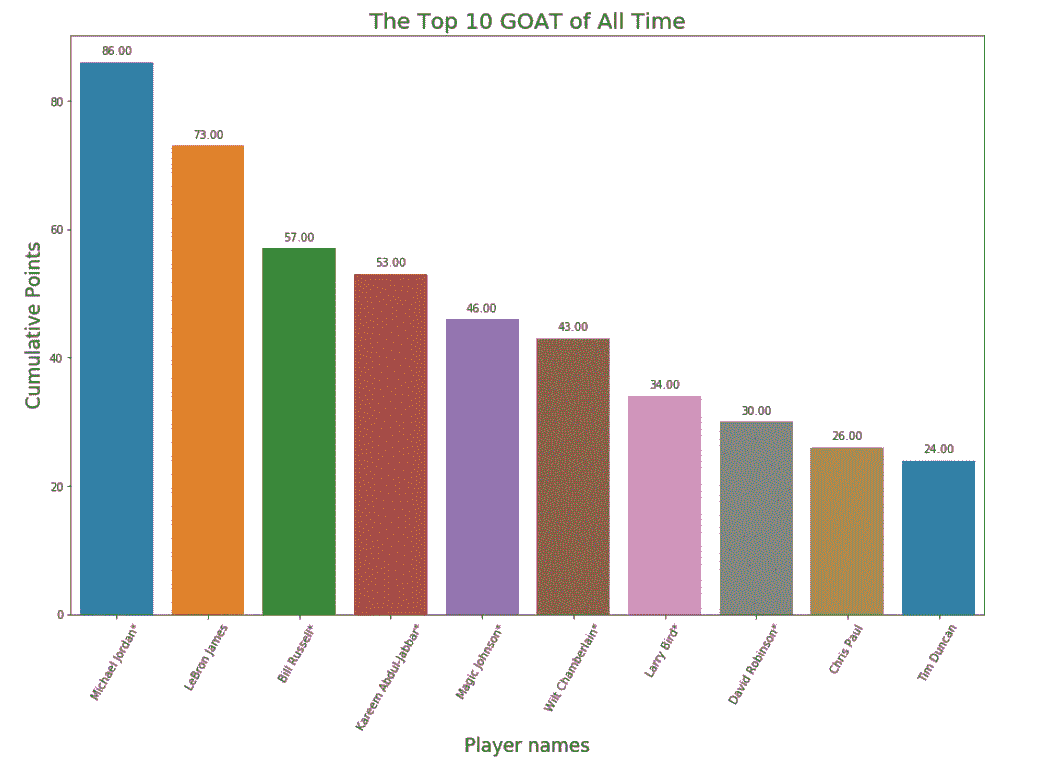 The Top 10 GOAT of All Time
86.00
73.00
57.00
53.00
46.00
43.00
34.00
30.00
26.00
24.00
80
60
40
20
0
Cumulative Points
Michael Jordan*
LeBron James
Bill Russell*
Kareem Abdul-Jabbar*
Magic Johnson*
Wilt Chamberlain*
Larry Bird*
David Robinson*
Chris Paul
Tim Duncan
Player names